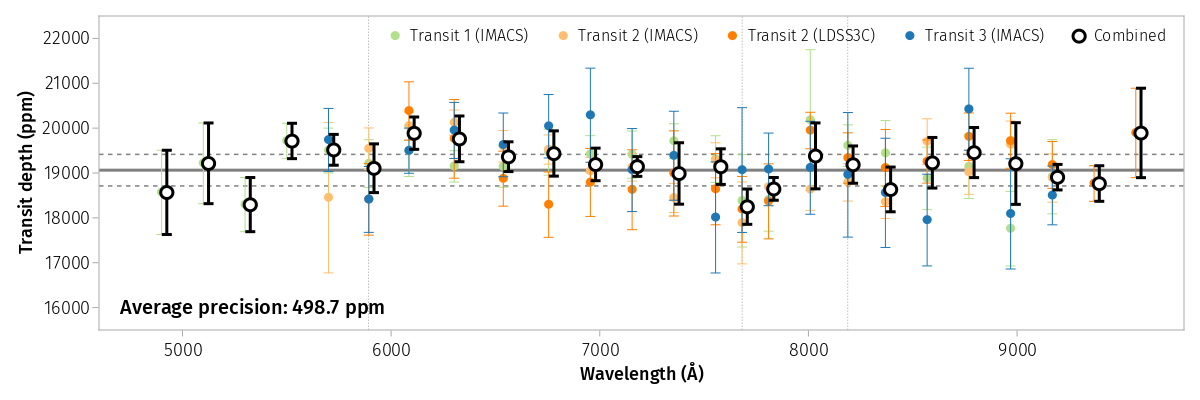 Transit 1 (IMACS) Transit 2 (IMACS) Transit 2 (LDSS3C) Transit 3 (IMACS) Combined
22000
21000
20000
19000
18000
17000
16000
Transit depth (ppm)
Average precision: 498.7 ppm
5000 6000 7000 8000 9000
Wavelength (Å)